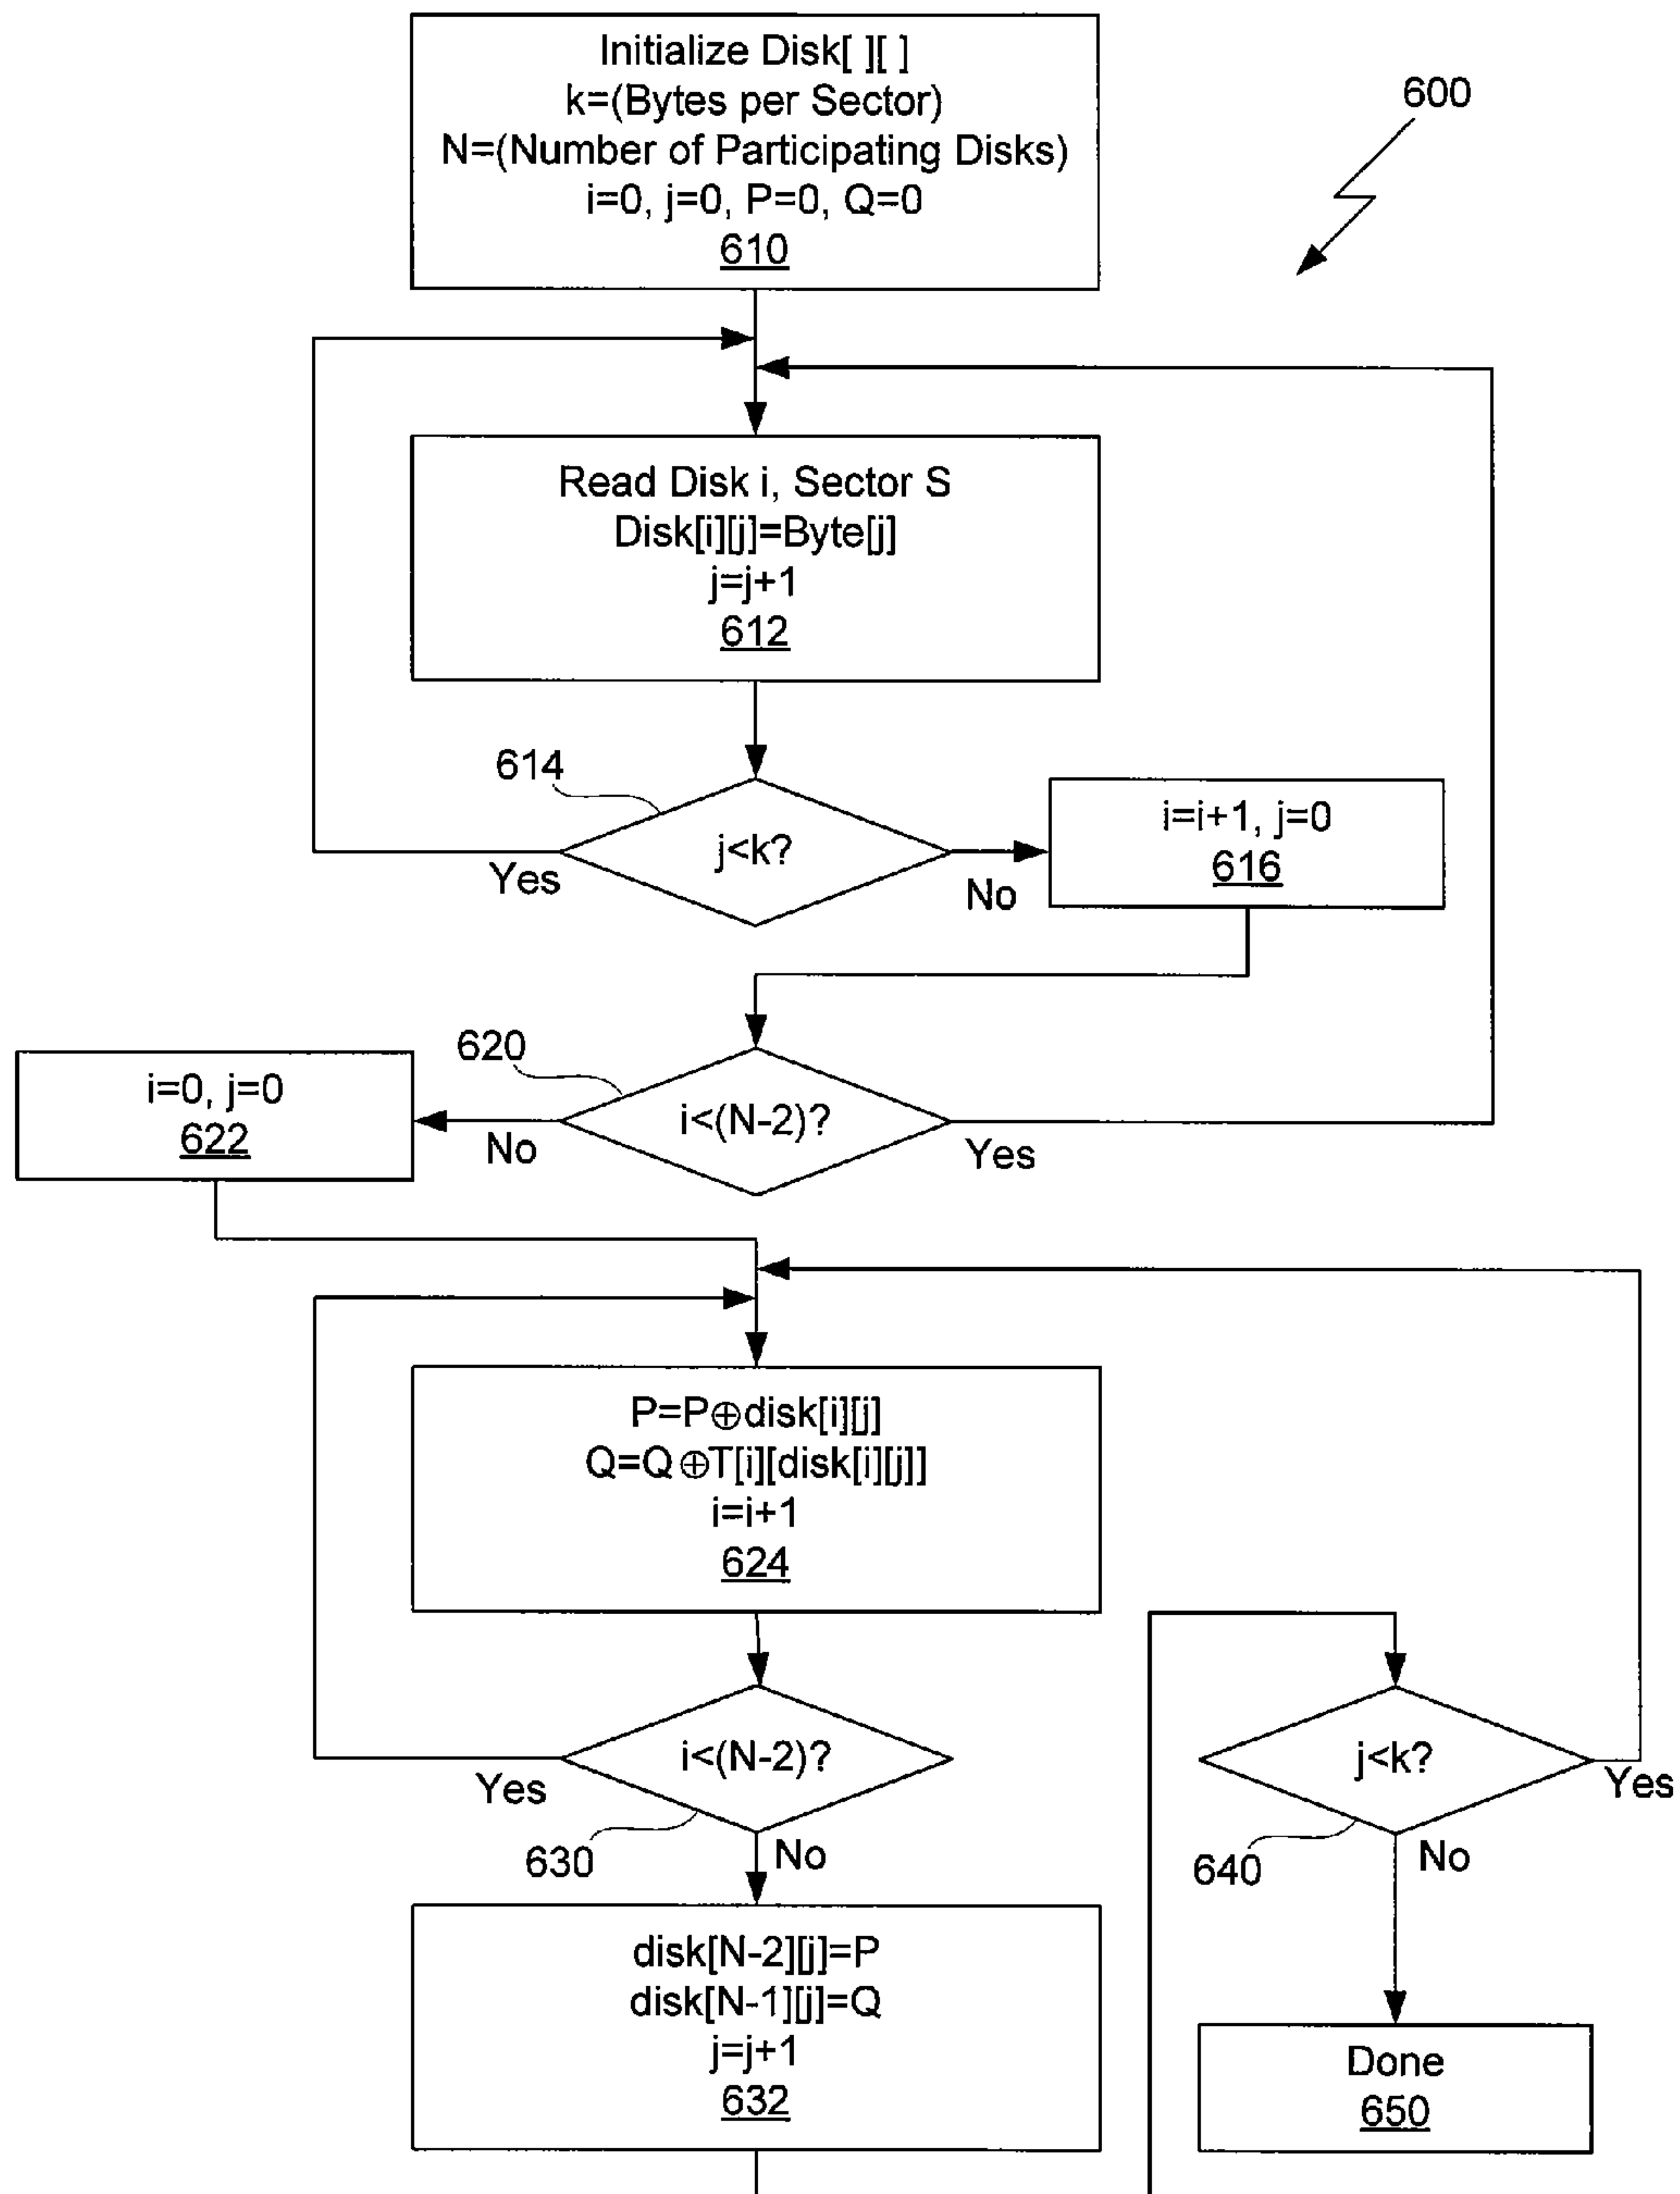 Initialize Disk[ ][ ]
k=(Bytes per Sector)
N=(Number of Participating Disks)
i=0, j=0, P=0, Q=0
610
600
Read Disk i, Sector S
Disk[i][j]=Byte[j]
j=j+1
612
614
j<k?
Yes
No
i=i+1, j=0
616
620
i<(N-2)?
No
Yes
i=0, j=0
622
P=P⊕disk[i][j]
Q=Q⊕T[i][disk[i][j]]
i=i+1
624
i<(N-2)?
Yes
630
No
j<k?
Yes
640
No
disk[N-2][j]=P
disk[N-1][j]=Q
j=j+1
632
Done
650